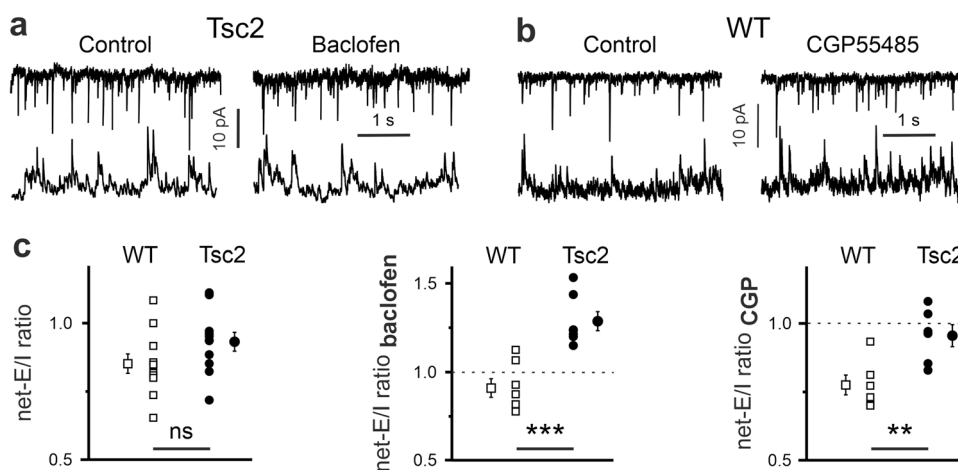 a Tsc2 b WT
Control Baclofen Control CGP55485
10 pA 1 s 10 pA 1 s
c
WT Tsc2 WT Tsc2 WT Tsc2
net-E/I ratio
1.0
0.5
ns
net-E/I ratio baclofen
1.5
1.0
0.5
***
net-E/I ratio CGP
1.0
0.5
**